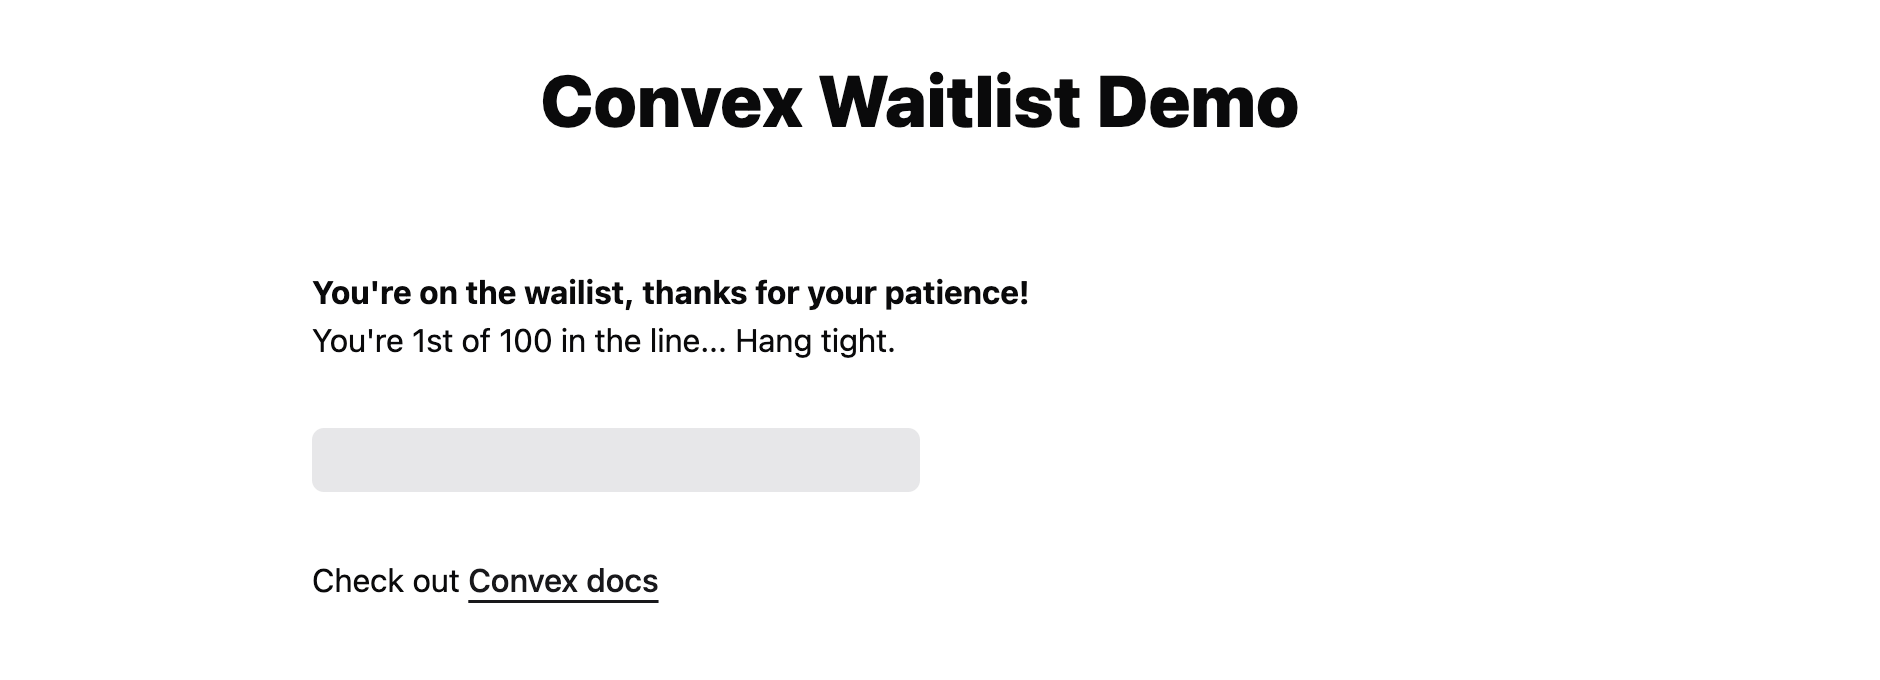 Convex Waitlist Demo
You're on the wailist, thanks for your patience!
You're 1st of 100 in the line... Hang tight.
Check out Convex docs